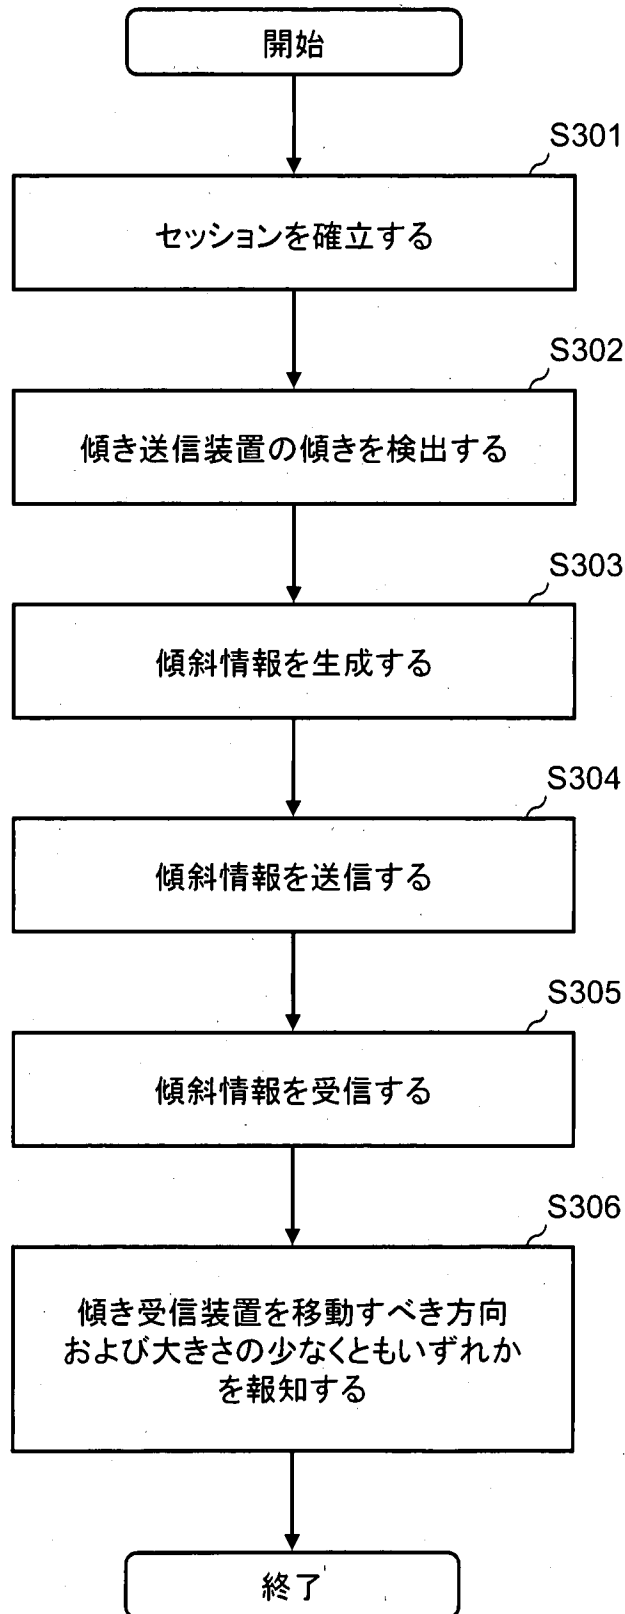 開始
S301
セッションを確立する
S302
傾き送信装置の傾きを検出する
S303
傾斜情報を生成する
S304
傾斜情報を送信する
S305
傾斜情報を受信する
S306
傾き受信装置を移動すべき方向
および大きさの少なくともいずれか
を報知する
終了